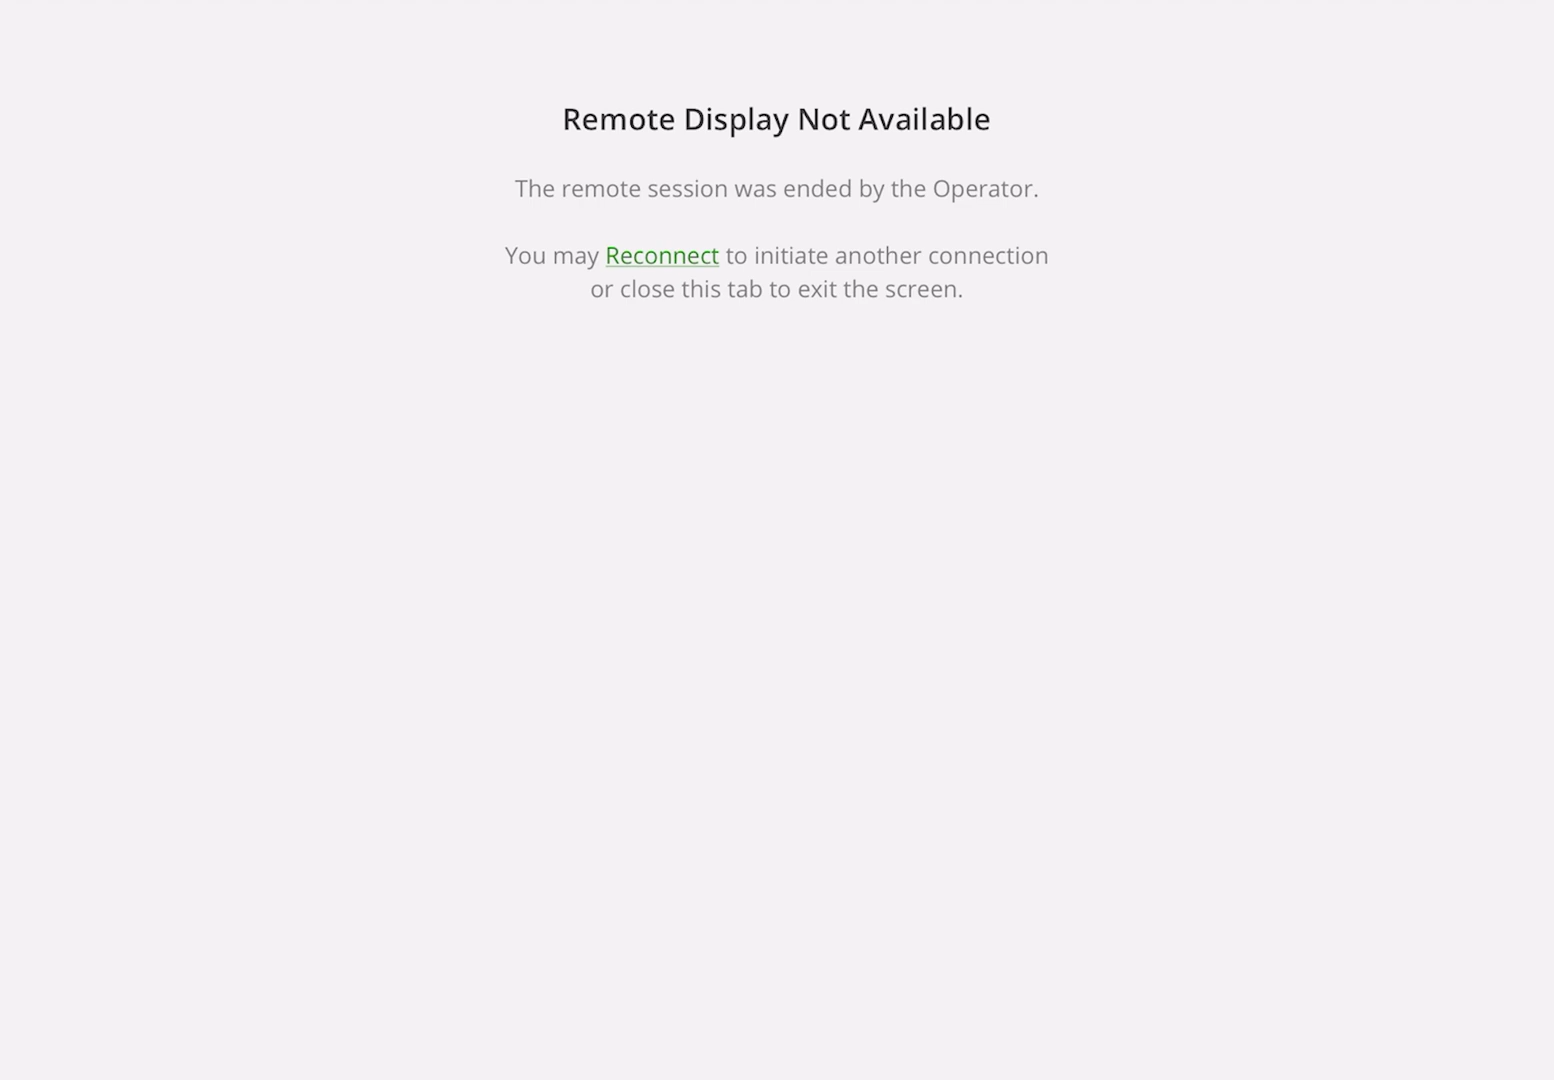 Remote Display Not Available
The remote session was ended by the Operator.
You may Reconnect to initiate another connection
or close this tab to exit the screen.